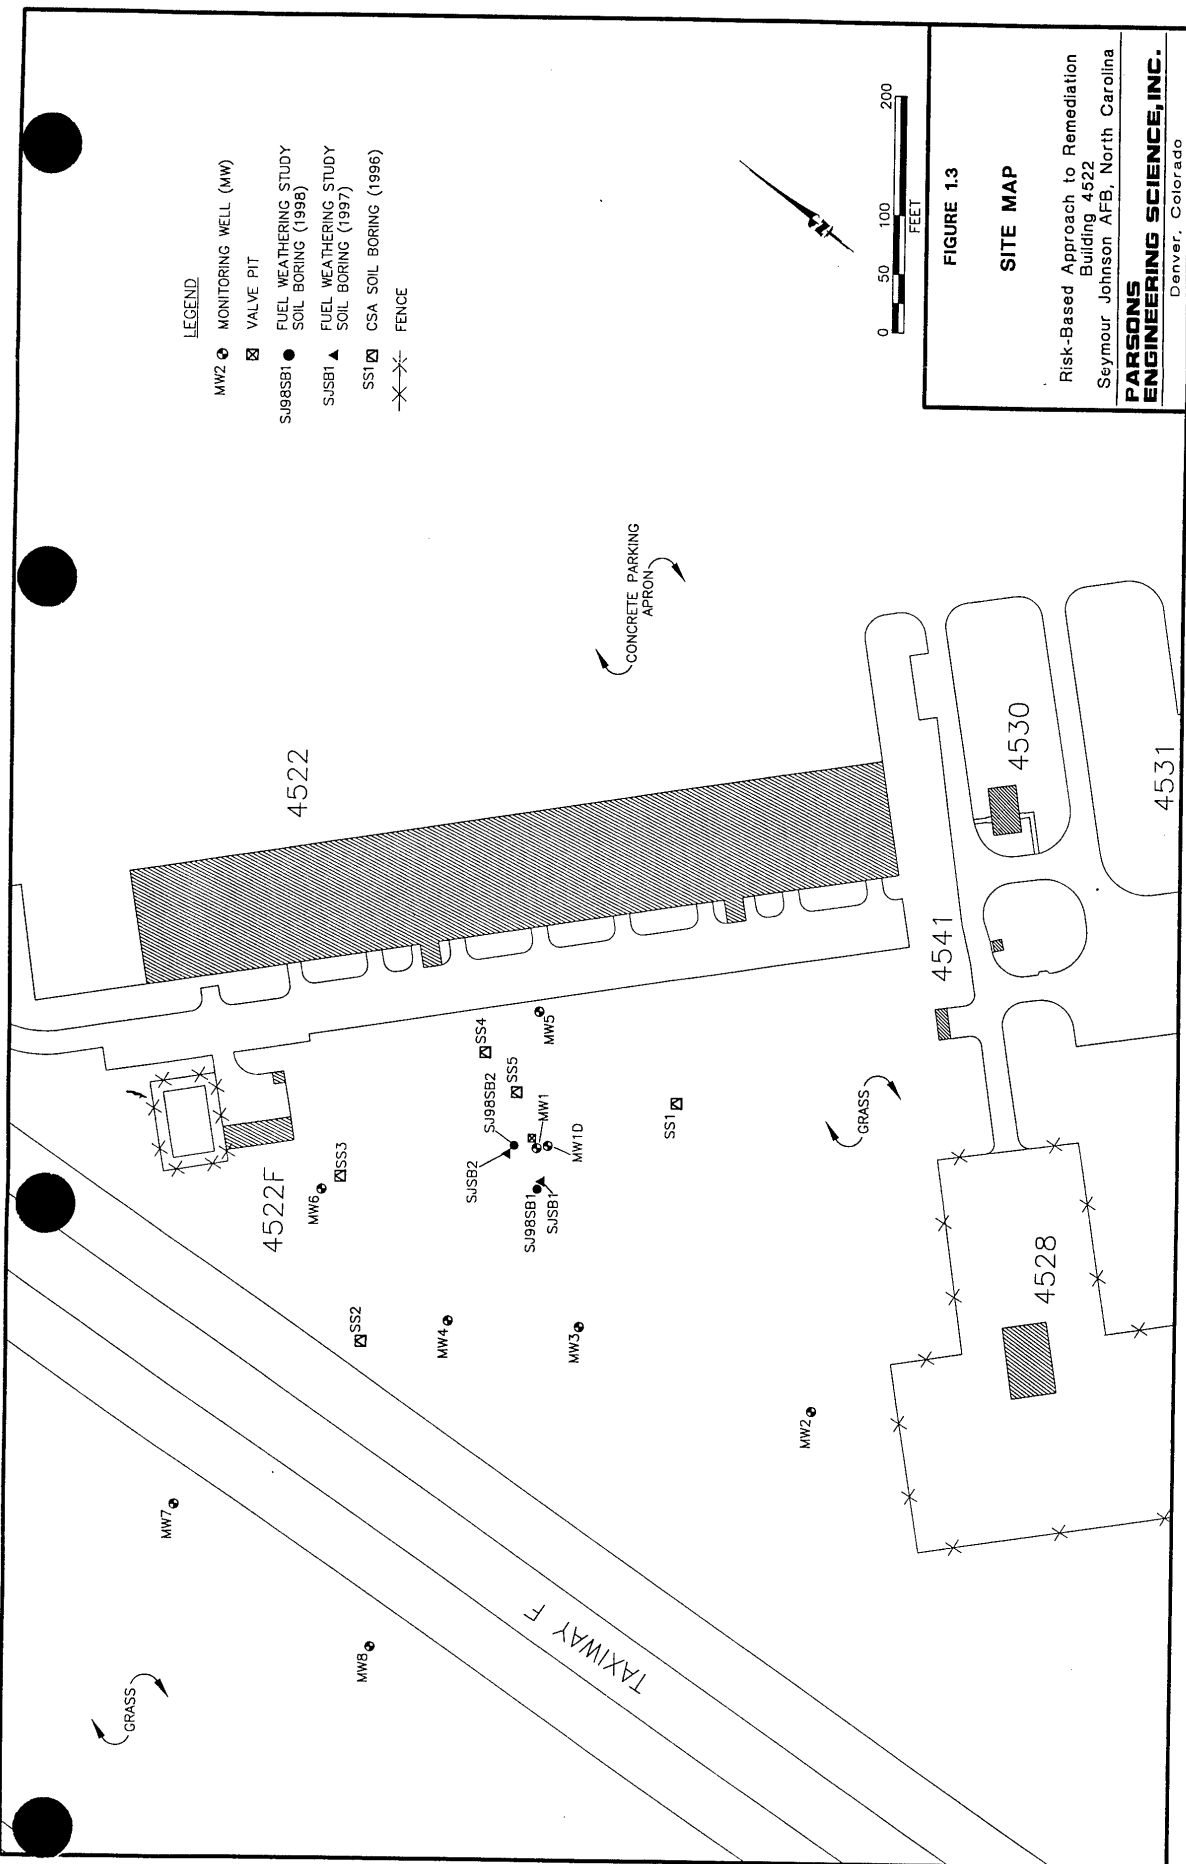 LEGEND
MW2 MONITORING WELL (MW)
VALVE PIT
SJ98SB1 FUEL WEATHERING STUDY
SOIL BORING (1998)
SJSB1 FUEL WEATHERING STUDY
SOIL BORING (1997)
SS1 CSA SOIL BORING (1996)
FENCE
4522
CONCRETE PARKING
APRON
4530
4531
4541
4522F
MW6
SS3
SS4
SS5
MW5
SJ98SB2
SJSB2
MW1
MW1D
SJ98SB1
SJSB1
SS1
GRASS
4528
SS2
MW4
MW3
MW2
MW7
MW8
GRASS
TAXIWAY F
0 50 100 200
FEET
FIGURE 1.3
SITE MAP
Risk-Based Approach to Remediation
Building 4522
Seymour Johnson AFB, North Carolina
PARSONS
ENGINEERING SCIENCE, INC.
Denver, Colorado